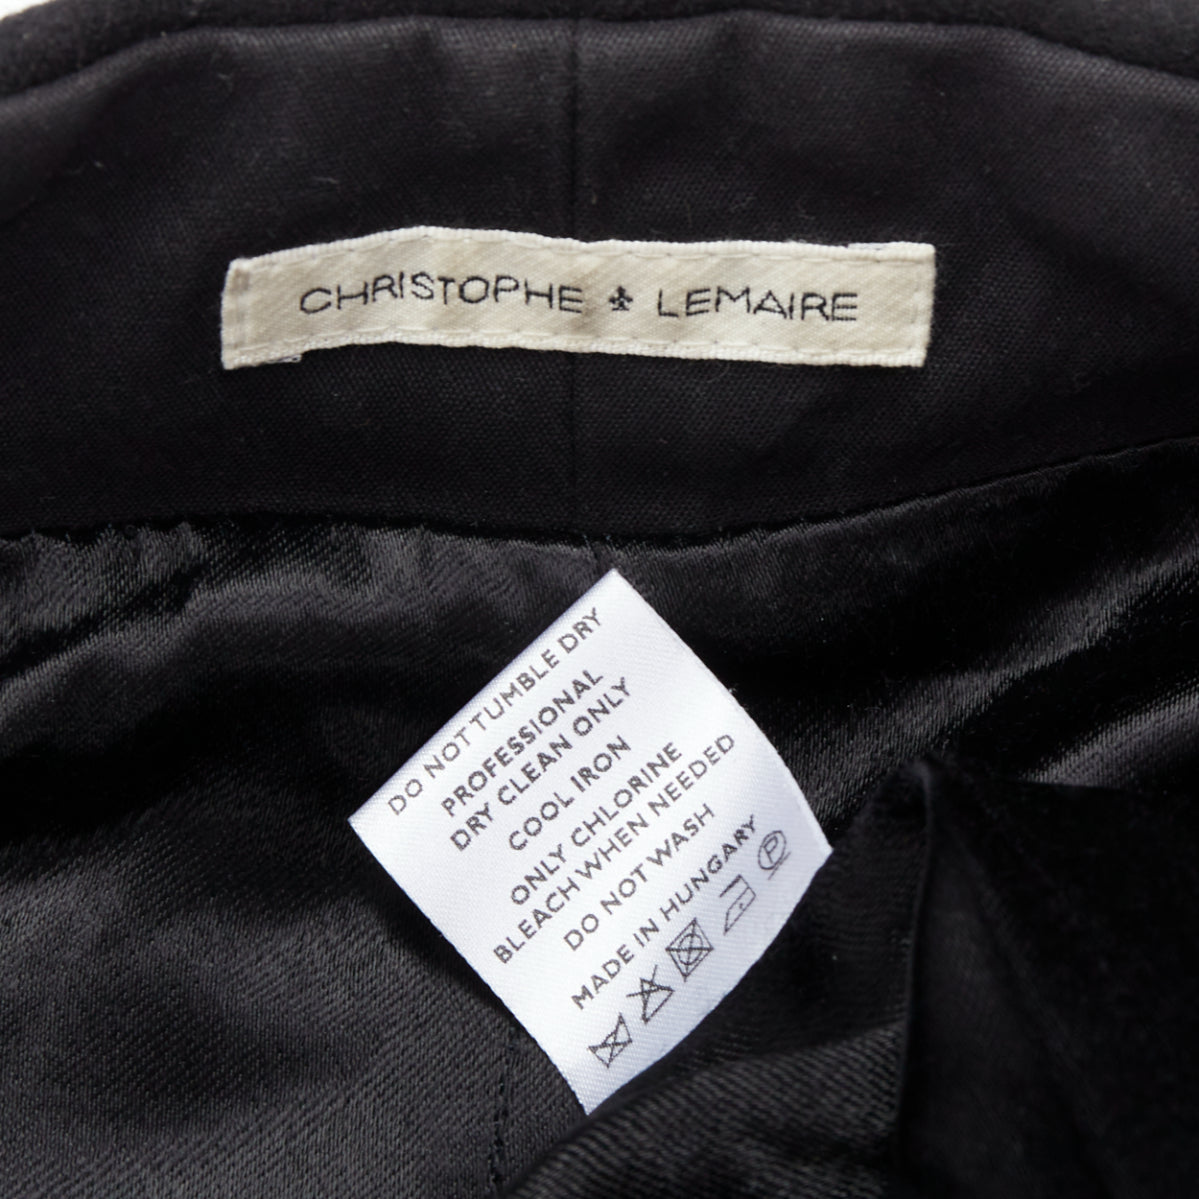 CHRISTOPHE LEMAIRE
DO NOT TUMBLE DRY
PROFESSIONAL
DRY CLEAN ONLY
COOL IRON
ONLY CHLORINE
BLEACH WHEN NEEDED
DO NOT WASH
MADE IN HUNGARY
P